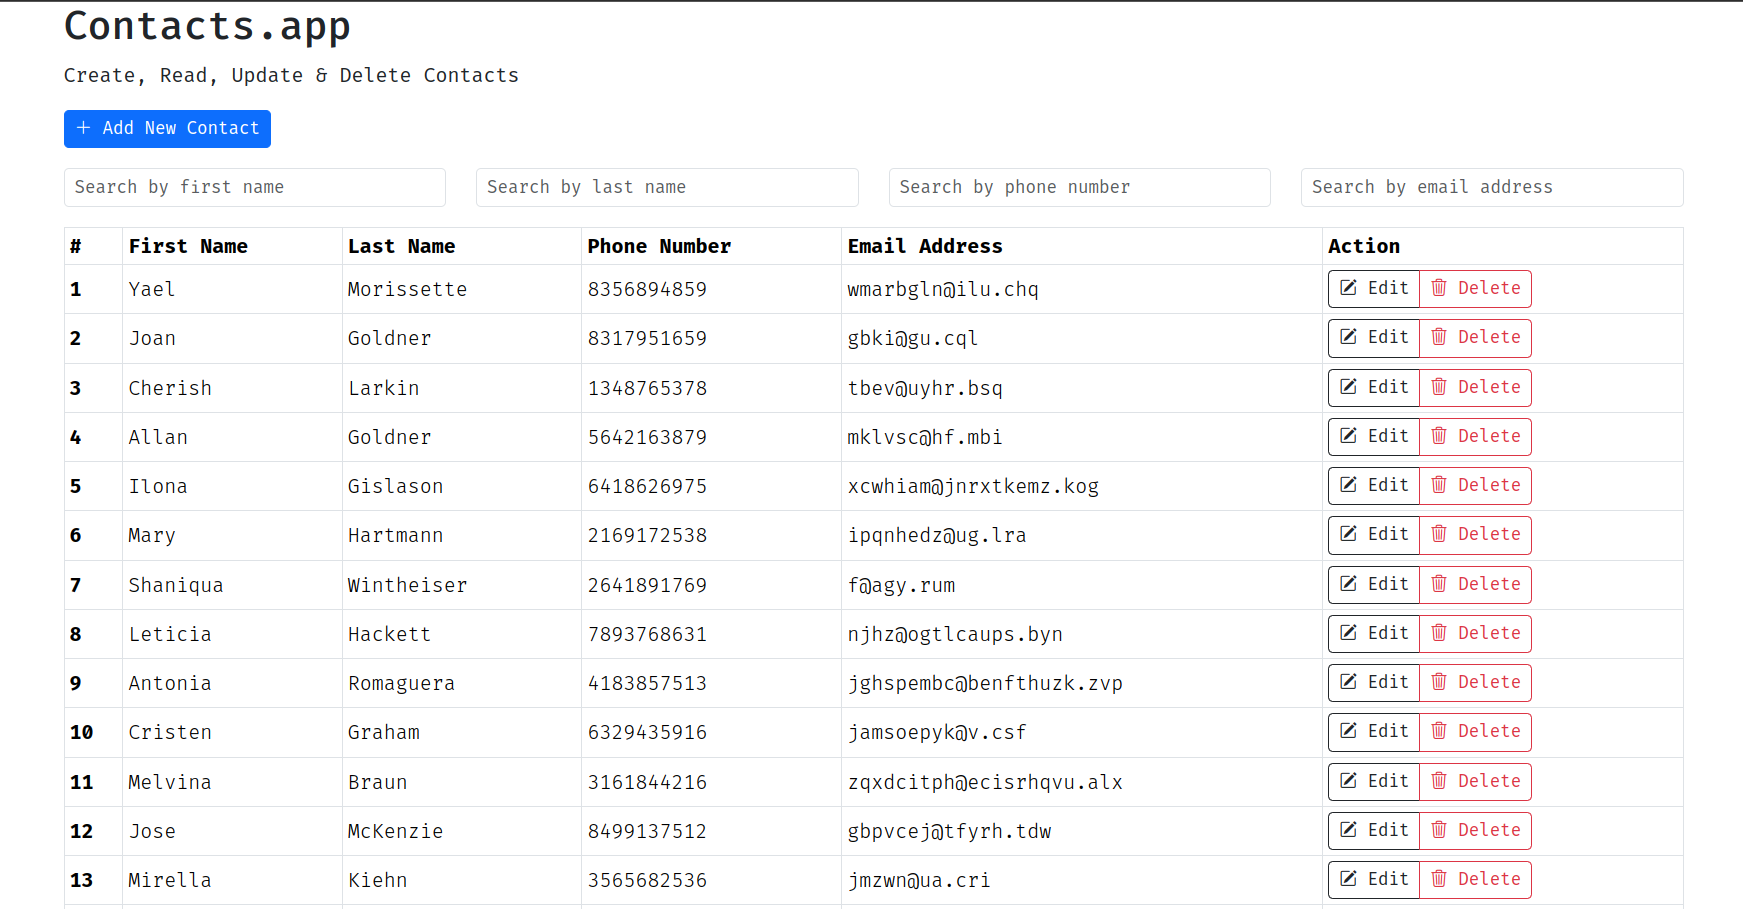 Contacts.app
Create, Read, Update & Delete Contacts
+ Add New Contact
Search by first name Search by last name Search by phone number Search by email address
# First Name Last Name Phone Number Email Address Action
1 Yael Morissette 8356894859 wmarbgln@ilu.chq Edit Delete
2 Joan Goldner 8317951659 gbki@gu.cql Edit Delete
3 Cherish Larkin 1348765378 tbev@uyhr.bsq Edit Delete
4 Allan Goldner 5642163879 mklvsc@hf.mbi Edit Delete
5 Ilona Gislason 6418626975 xcwhiam@jnrxtkemz.kog Edit Delete
6 Mary Hartmann 2169172538 ipqnhedz@ug.lra Edit Delete
7 Shaniqua Wintheiser 2641891769 f@agy.rum Edit Delete
8 Leticia Hackett 7893768631 njhz@ogtlcaups.byn Edit Delete
9 Antonia Romaguera 4183857513 jghspembc@benfthuzk.zvp Edit Delete
10 Cristen Graham 6329435916 jamsoepyk@v.csf Edit Delete
11 Melvina Braun 3161844216 zqxdcitph@ecisrhqvu.alx Edit Delete
12 Jose McKenzie 8499137512 gbpvcej@tfyrh.tdw Edit Delete
13 Mirella Kiehn 3565682536 jmzwn@ua.cri Edit Delete